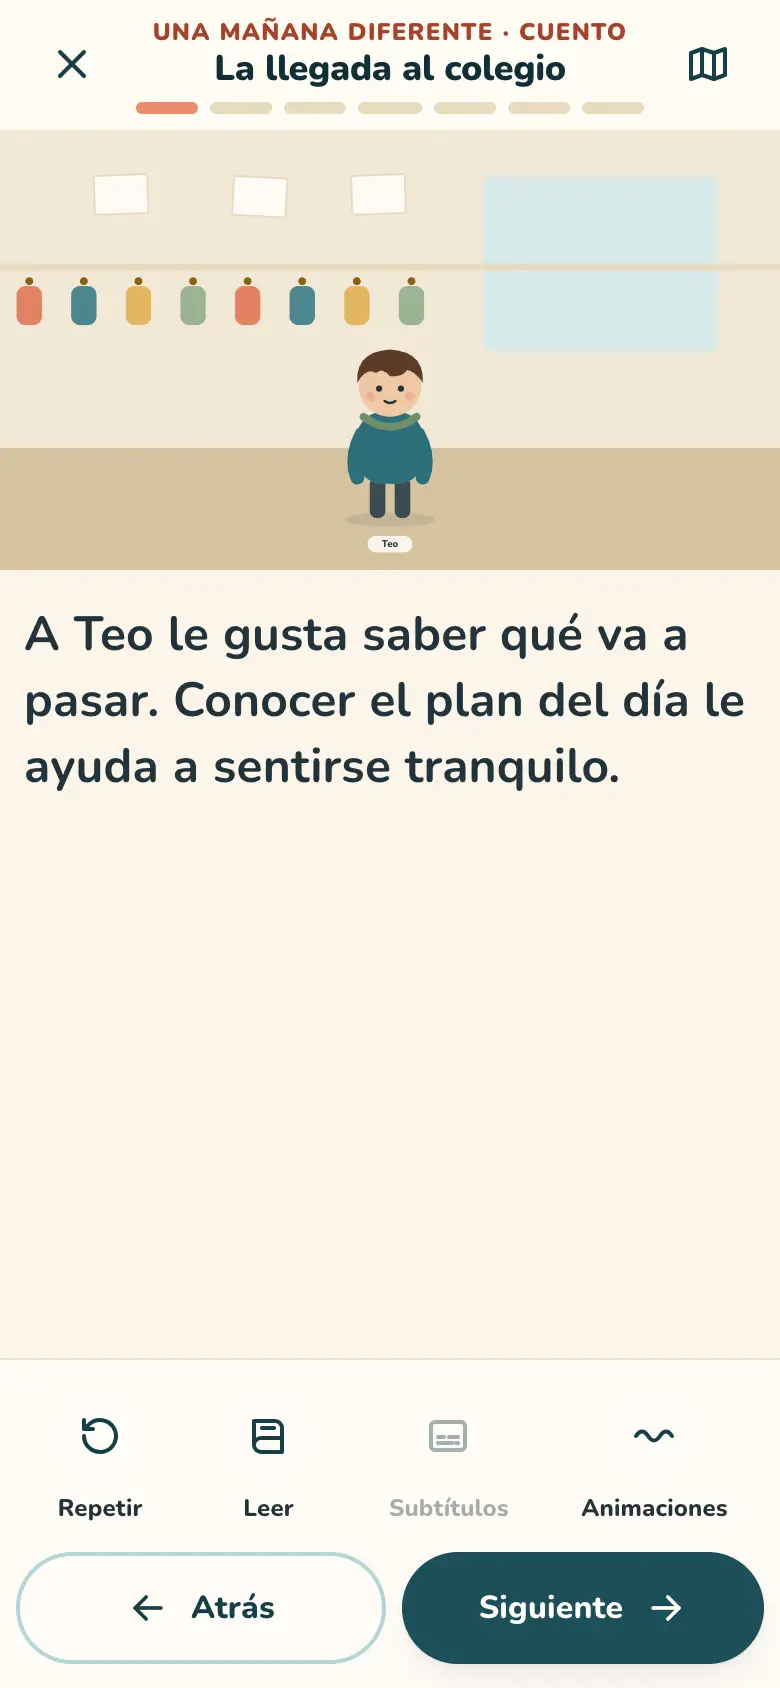 UNA MAÑANA DIFERENTE · CUENTO
La llegada al colegio
Teo
A Teo le gusta saber qué va a
pasar. Conocer el plan del día le
ayuda a sentirse tranquilo.
Repetir
Leer
Subtítulos
Animaciones
Atrás
Siguiente